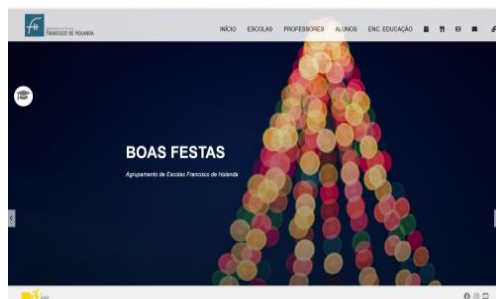 FRANCISCO DE HOLANDA
INÍCIO ESCOLAS PROFESSORES ALUNOS ENC. EDUCAÇÃO
BOAS FESTAS
Agrupamento de Escolas Francisco de Holanda